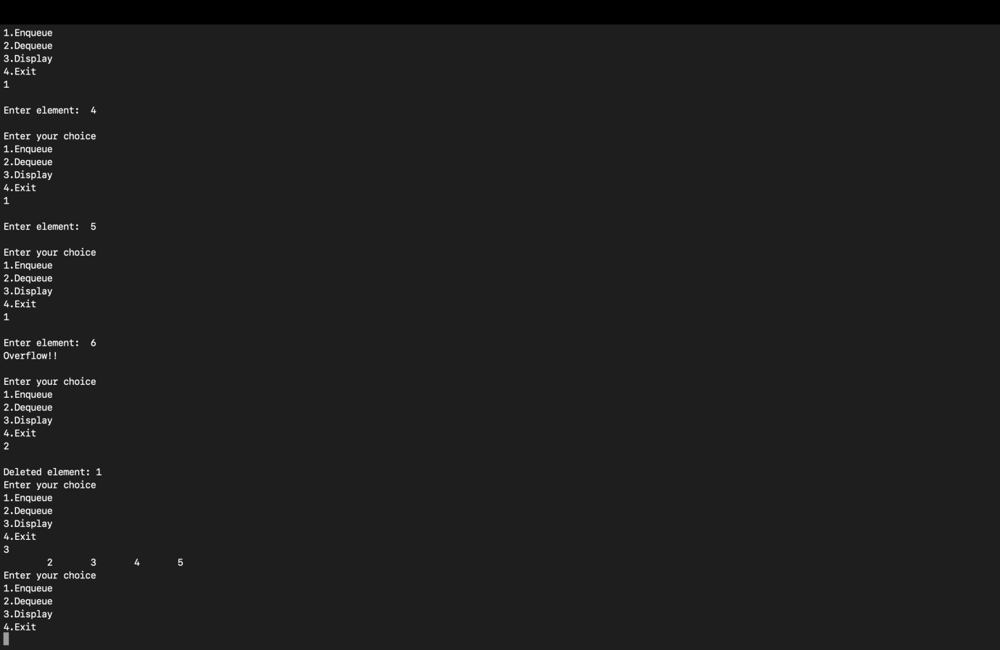 1.Enqueue
2.Dequeue
3.Display
4.Exit
1
Enter element:  4
Enter your choice
1.Enqueue
2.Dequeue
3.Display
4.Exit
1
Enter element:  5
Enter your choice
1.Enqueue
2.Dequeue
3.Display
4.Exit
1
Enter element:  6
Overflow!!
Enter your choice
1.Enqueue
2.Dequeue
3.Display
4.Exit
2
Deleted element: 1
Enter your choice
1.Enqueue
2.Dequeue
3.Display
4.Exit
3
        2       3       4       5
Enter your choice
1.Enqueue
2.Dequeue
3.Display
4.Exit